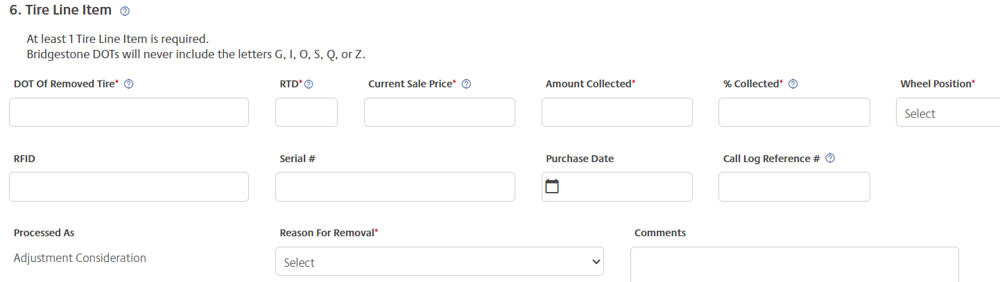 6. Tire Line Item ?
At least 1 Tire Line Item is required.
Bridgestone DOTs will never include the letters G, I, O, S, Q, or Z.
DOT Of Removed Tire* ? RTD* ? Current Sale Price* ? Amount Collected* % Collected* ? Wheel Position*
Select
RFID Serial # Purchase Date Call Log Reference # ?
Processed As Reason For Removal* Comments
Adjustment Consideration Select